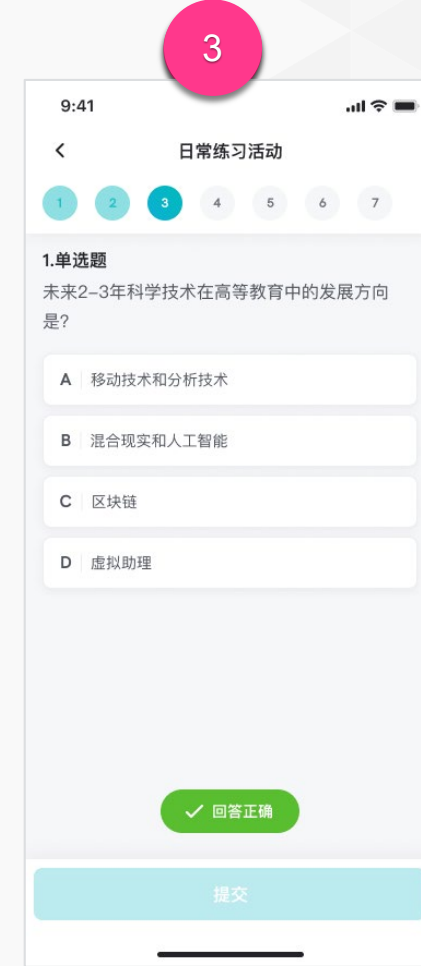 3
9:41
日常练习活动
1 2 3 4 5 6 7
1.单选题
未来2-3年科学技术在高等教育中的发展方向
是?
A 移动技术和分析技术
B 混合现实和人工智能
C 区块链
D 虚拟助理
回答正确
提交